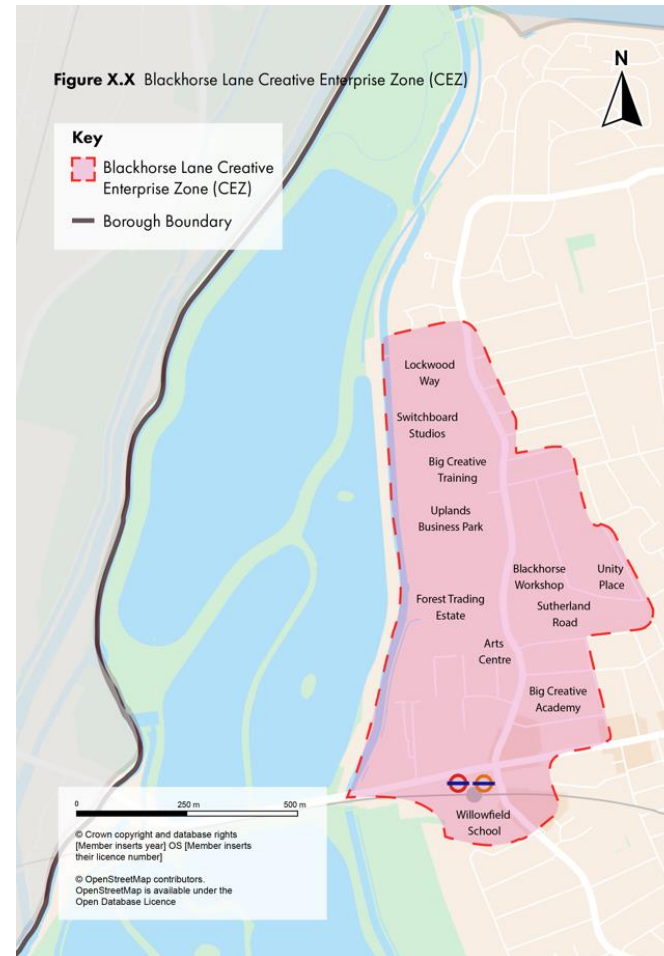 Figure X.X Blackhorse Lane Creative Enterprise Zone (CEZ)
N
Key
Blackhorse Lane Creative
Enterprise Zone (CEZ)
Borough Boundary
Lockwood
Way
Switchboard
Studios
Big Creative
Training
Uplands
Business Park
Blackhorse
Workshop
Unity
Place
Forest Trading
Estate
Sutherland
Road
Arts
Centre
Big Creative
Academy
Willowfield
School
0 250 m 500 m
© Crown copyright and database rights
[Member inserts year] OS [Member inserts
their licence number]
© OpenStreetMap contributors.
OpenStreetMap is available under the
Open Database Licence